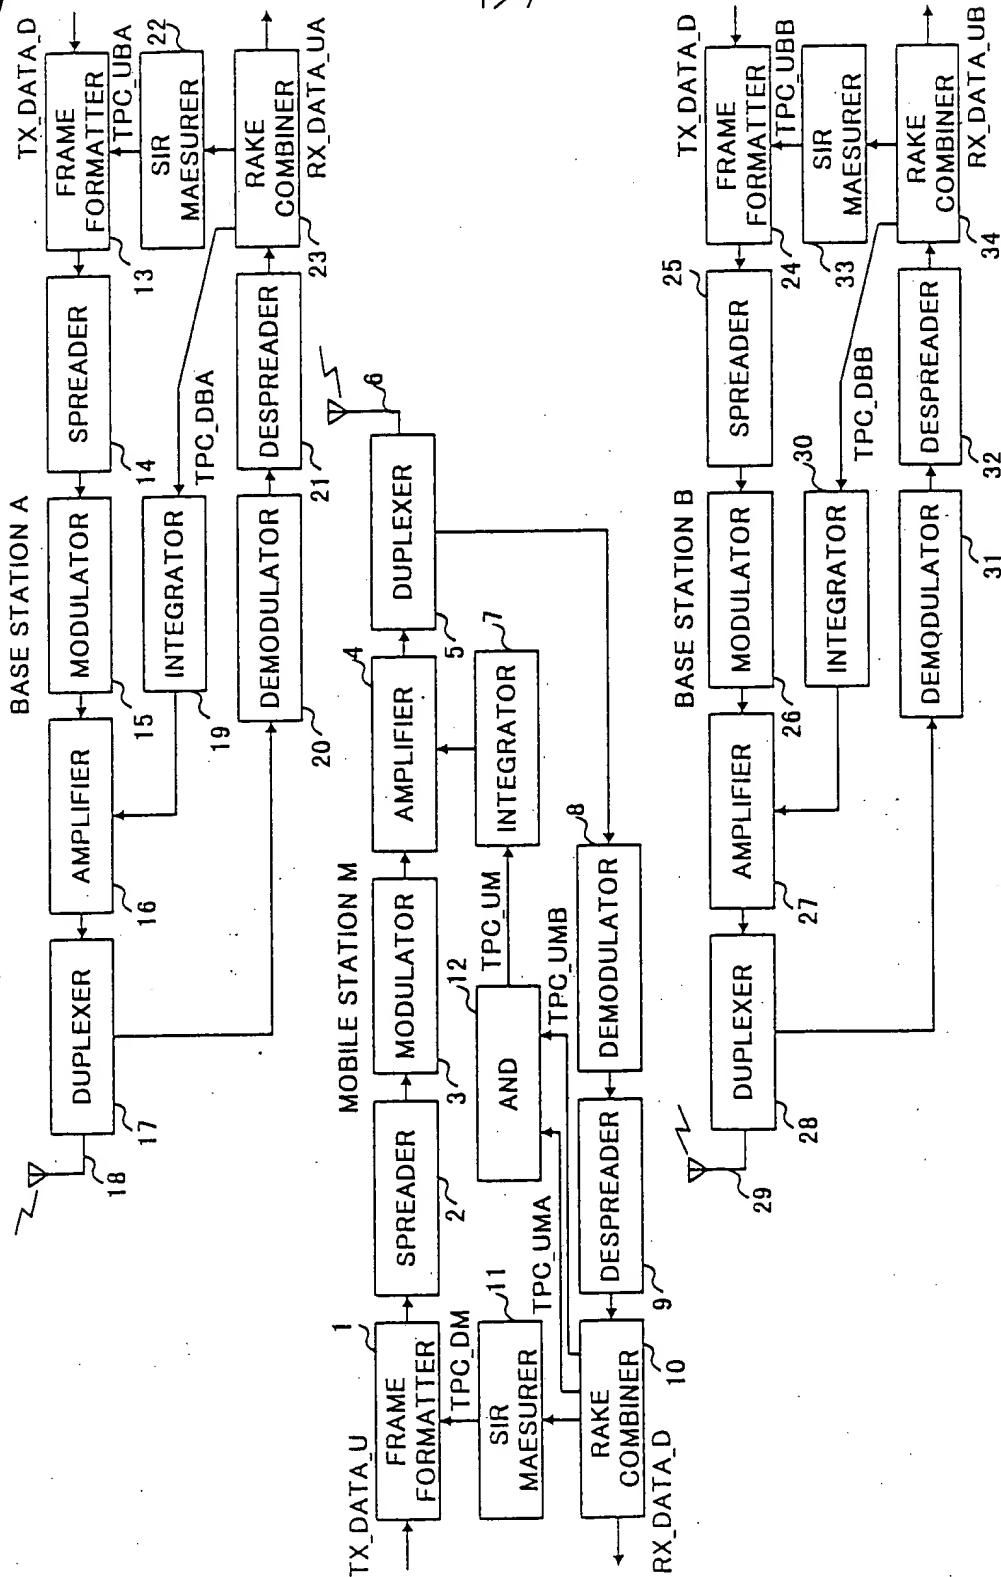 BASE STATION A
TX_DATA_D
FRAME
FORMATTER
13
SPREADER
14
MODULATOR
15
AMPLIFIER
16
DUPLEXER
17
18
TPC_UBA
22
SIR
MAESURER
INTEGRATOR
19
TPC_DBA
RAKE
COMBINER
23
RX_DATA_UA
DESPREADER
21
DEMODULATOR
20
MOBILE STATION M
TX_DATA_U
FRAME
FORMATTER
1
SPREADER
2
MODULATOR
3
AMPLIFIER
4
DUPLEXER
5
6
TPC_DM
SIR
MAESURER
11
AND
12
TPC_UM
INTEGRATOR
7
TPC_UMA
TPC_UMB
RAKE
COMBINER
10
RX_DATA_D
DESPREADER
9
DEMODULATOR
8
BASE STATION B
TX_DATA_D
FRAME
FORMATTER
24
SPREADER
25
MODULATOR
26
AMPLIFIER
27
DUPLEXER
28
29
TPC_UBB
SIR
MAESURER
33
INTEGRATOR
30
TPC_DBB
RAKE
COMBINER
34
RX_DATA_UB
DESPREADER
32
DEMODULATOR
31